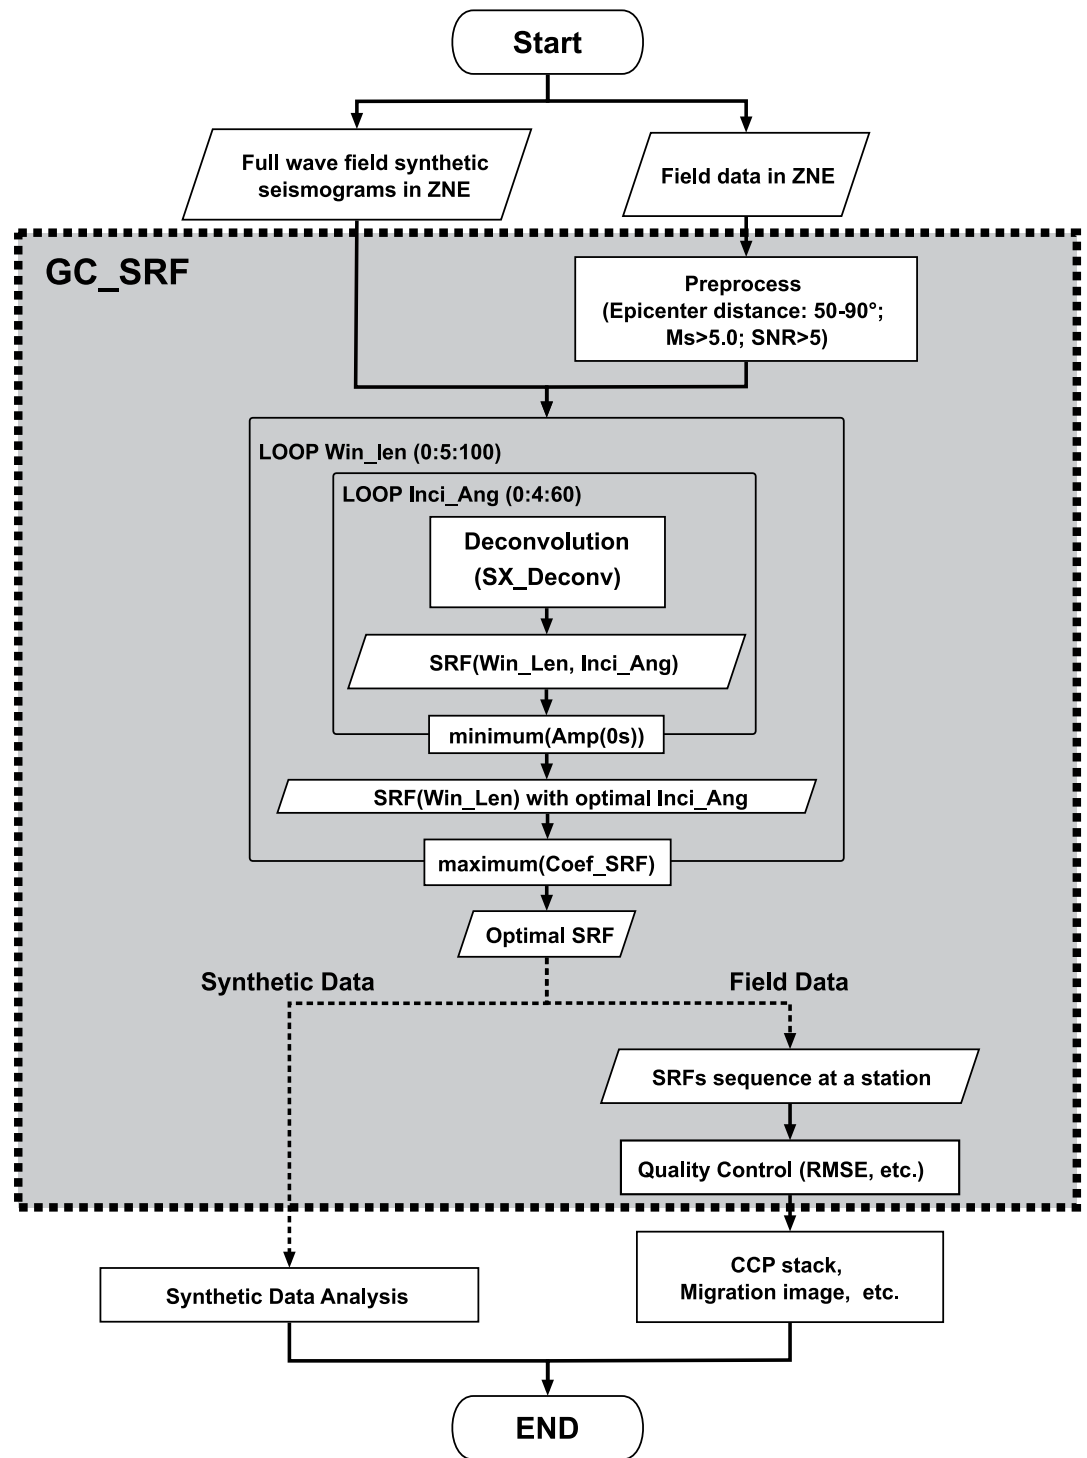 Start
Full wave field synthetic
seismograms in ZNE
Field data in ZNE
GC_SRF
Preprocess
(Epicenter distance: 50-90°;
Ms>5.0; SNR>5)
LOOP Win_len (0:5:100)
LOOP Inci_Ang (0:4:60)
Deconvolution
(SX_Deconv)
SRF(Win_Len, Inci_Ang)
minimum(Amp(0s))
SRF(Win_Len) with optimal Inci_Ang
maximum(Coef_SRF)
Optimal SRF
Synthetic Data
Field Data
SRFs sequence at a station
Quality Control (RMSE, etc.)
CCP stack,
Migration image, etc.
Synthetic Data Analysis
END